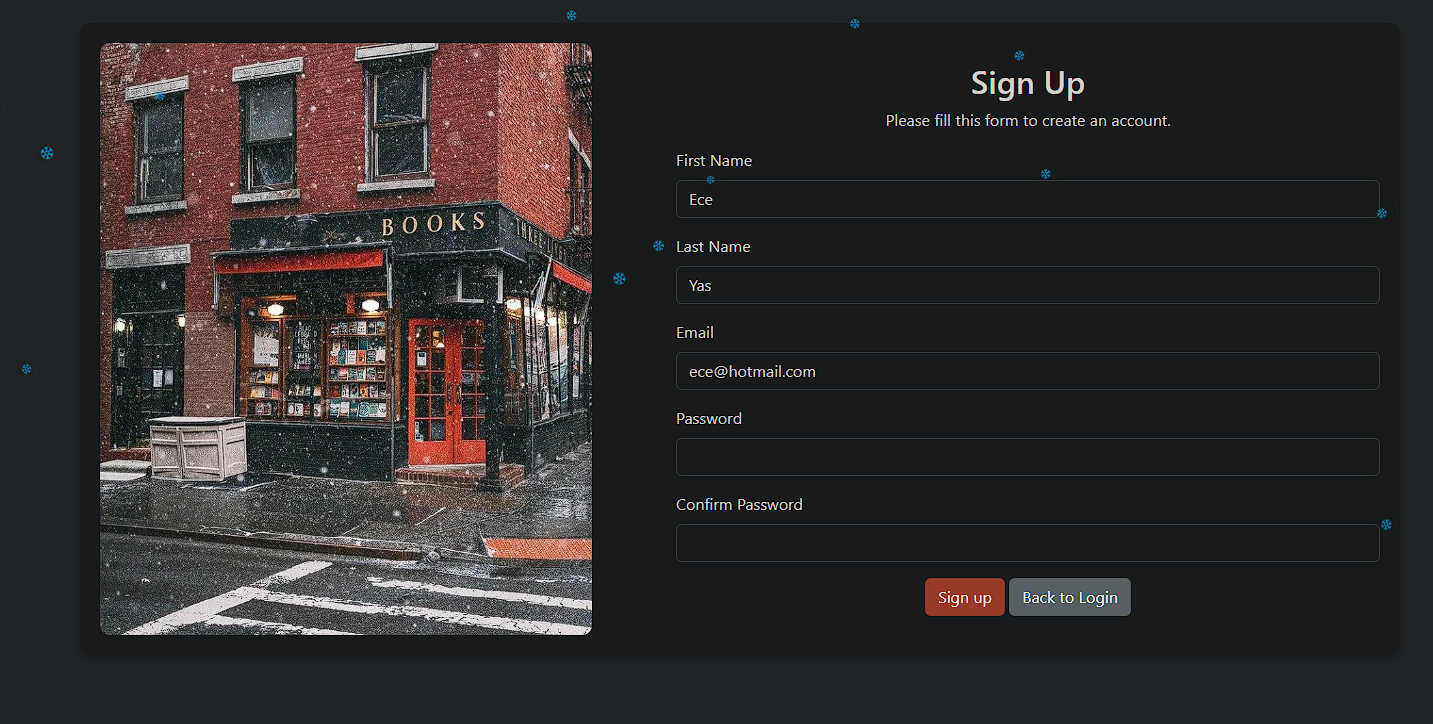 BOOKS
Sign Up
Please fill this form to create an account.
First Name
Ece
Last Name
Yas
Email
ece@hotmail.com
Password
Confirm Password
Sign up
Back to Login